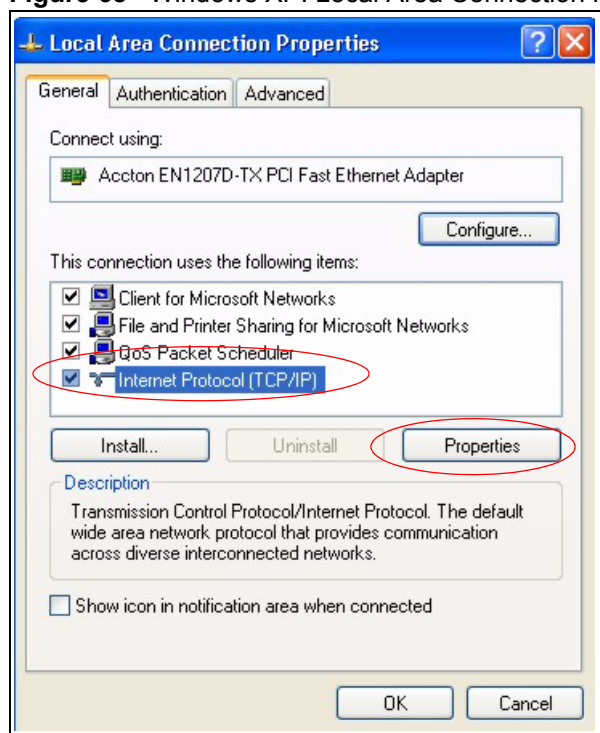 Local Area Connection Properties
General Authentication Advanced
Connect using:
Accton EN1207D-TX PCI Fast Ethernet Adapter
Configure...
This connection uses the following items:
Client for Microsoft Networks
File and Printer Sharing for Microsoft Networks
QoS Packet Scheduler
Internet Protocol (TCP/IP)
Install... Uninstall Properties
Description
Transmission Control Protocol/Internet Protocol. The default
wide area network protocol that provides communication
across diverse interconnected networks.
Show icon in notification area when connected
OK Cancel